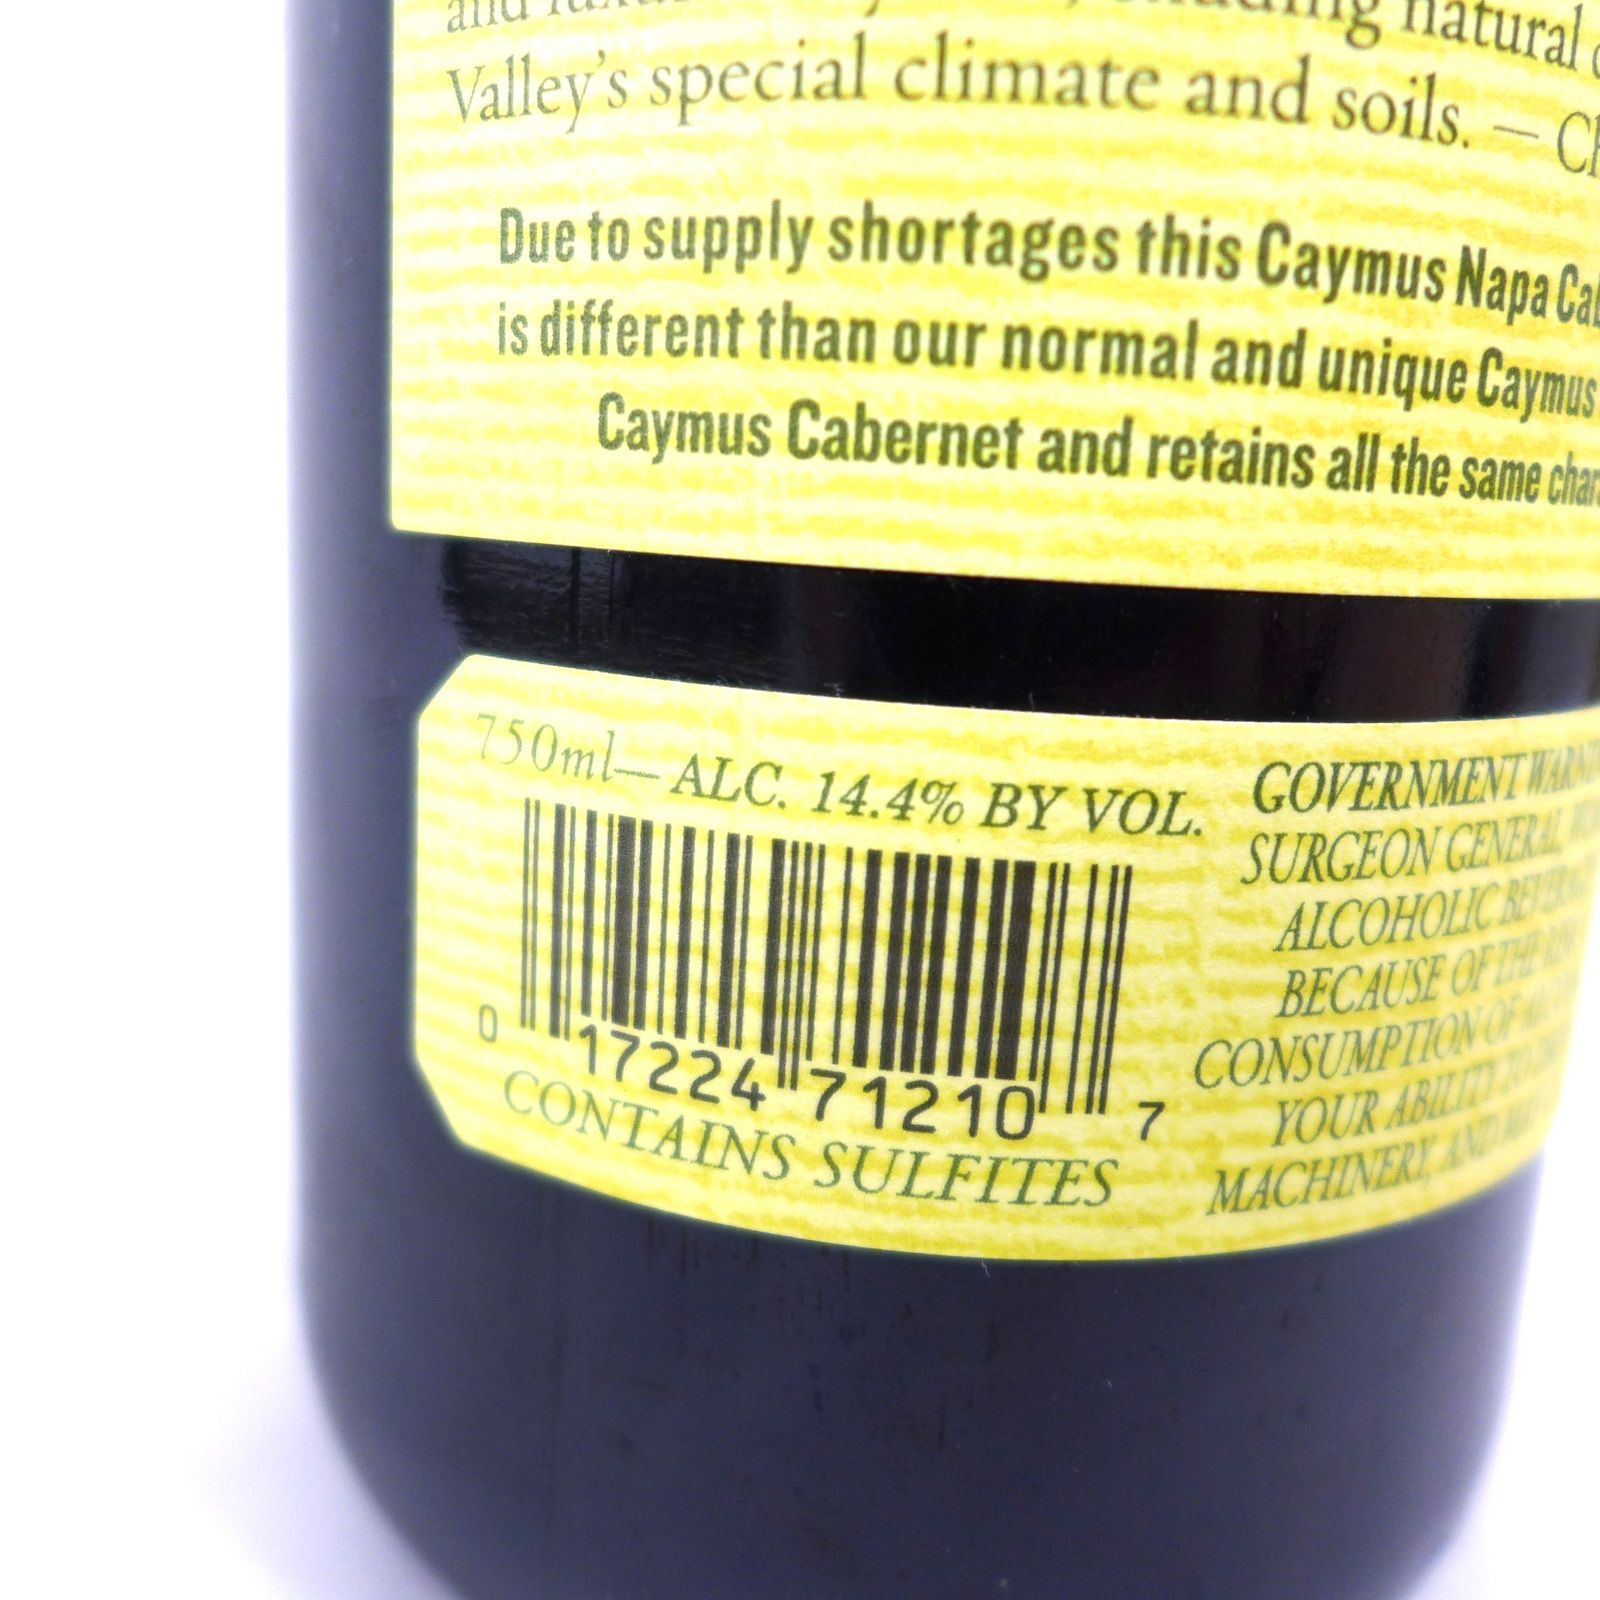 and natural
Valley's special climate and soils. –
Due to supply shortages this Caymus Napa
is different than our normal and unique Caymus
Caymus Cabernet and retains all the same
750ml— ALC. 14.4% BY VOL.
0 17224 71210 7
CONTAINS SULFITES
GOVERNMENT
SURGEON GENERAL,
ALCOHOLIC
BECAUSE OF THE
CONSUMPTION OF
YOUR ABILITY
MACHINERY,